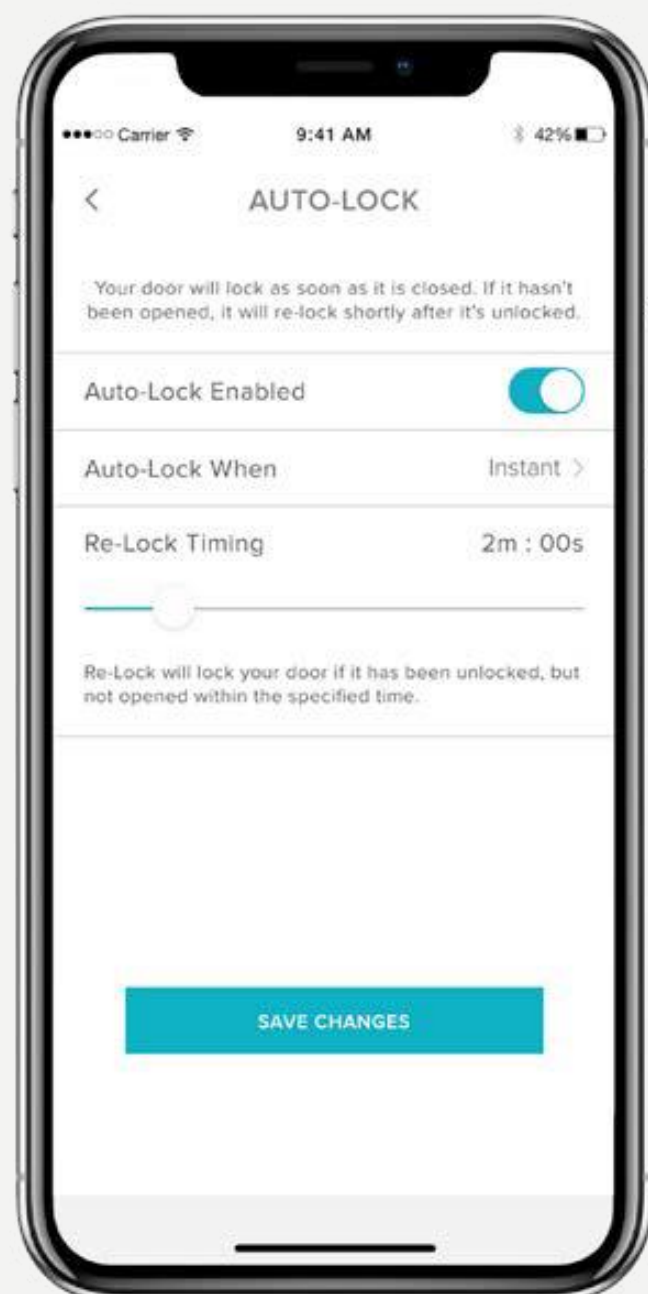 Carrier 9:41 AM 42%
AUTO-LOCK
Your door will lock as soon as it is closed. If it hasn't
been opened, it will re-lock shortly after it's unlocked.
Auto-Lock Enabled
Auto-Lock When Instant >
Re-Lock Timing 2m : 00s
Re-Lock will lock your door if it has been unlocked, but
not opened within the specified time.
SAVE CHANGES